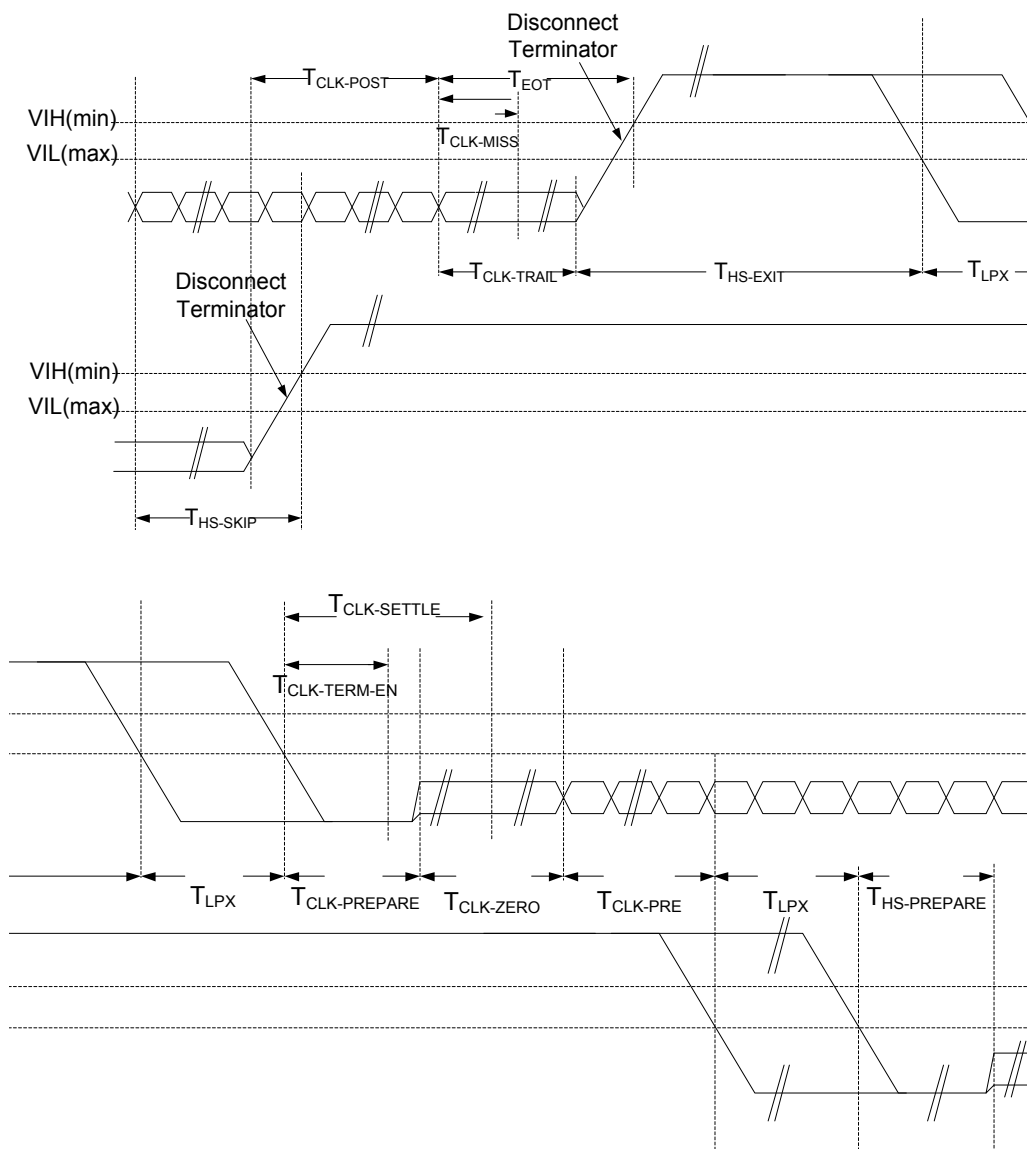 Disconnect
Terminator
TCLK-POST
TEOT
VIH(min)
TCLK-MISS
VIL(max)
TCLK-TRAIL
THS-EXIT
TLPX
Disconnect
Terminator
VIH(min)
VIL(max)
THS-SKIP
TCLK-SETTLE
TCLK-TERM-EN
TLPX
TCLK-PREPARE
TCLK-ZERO
TCLK-PRE
TLPX
THS-PREPARE